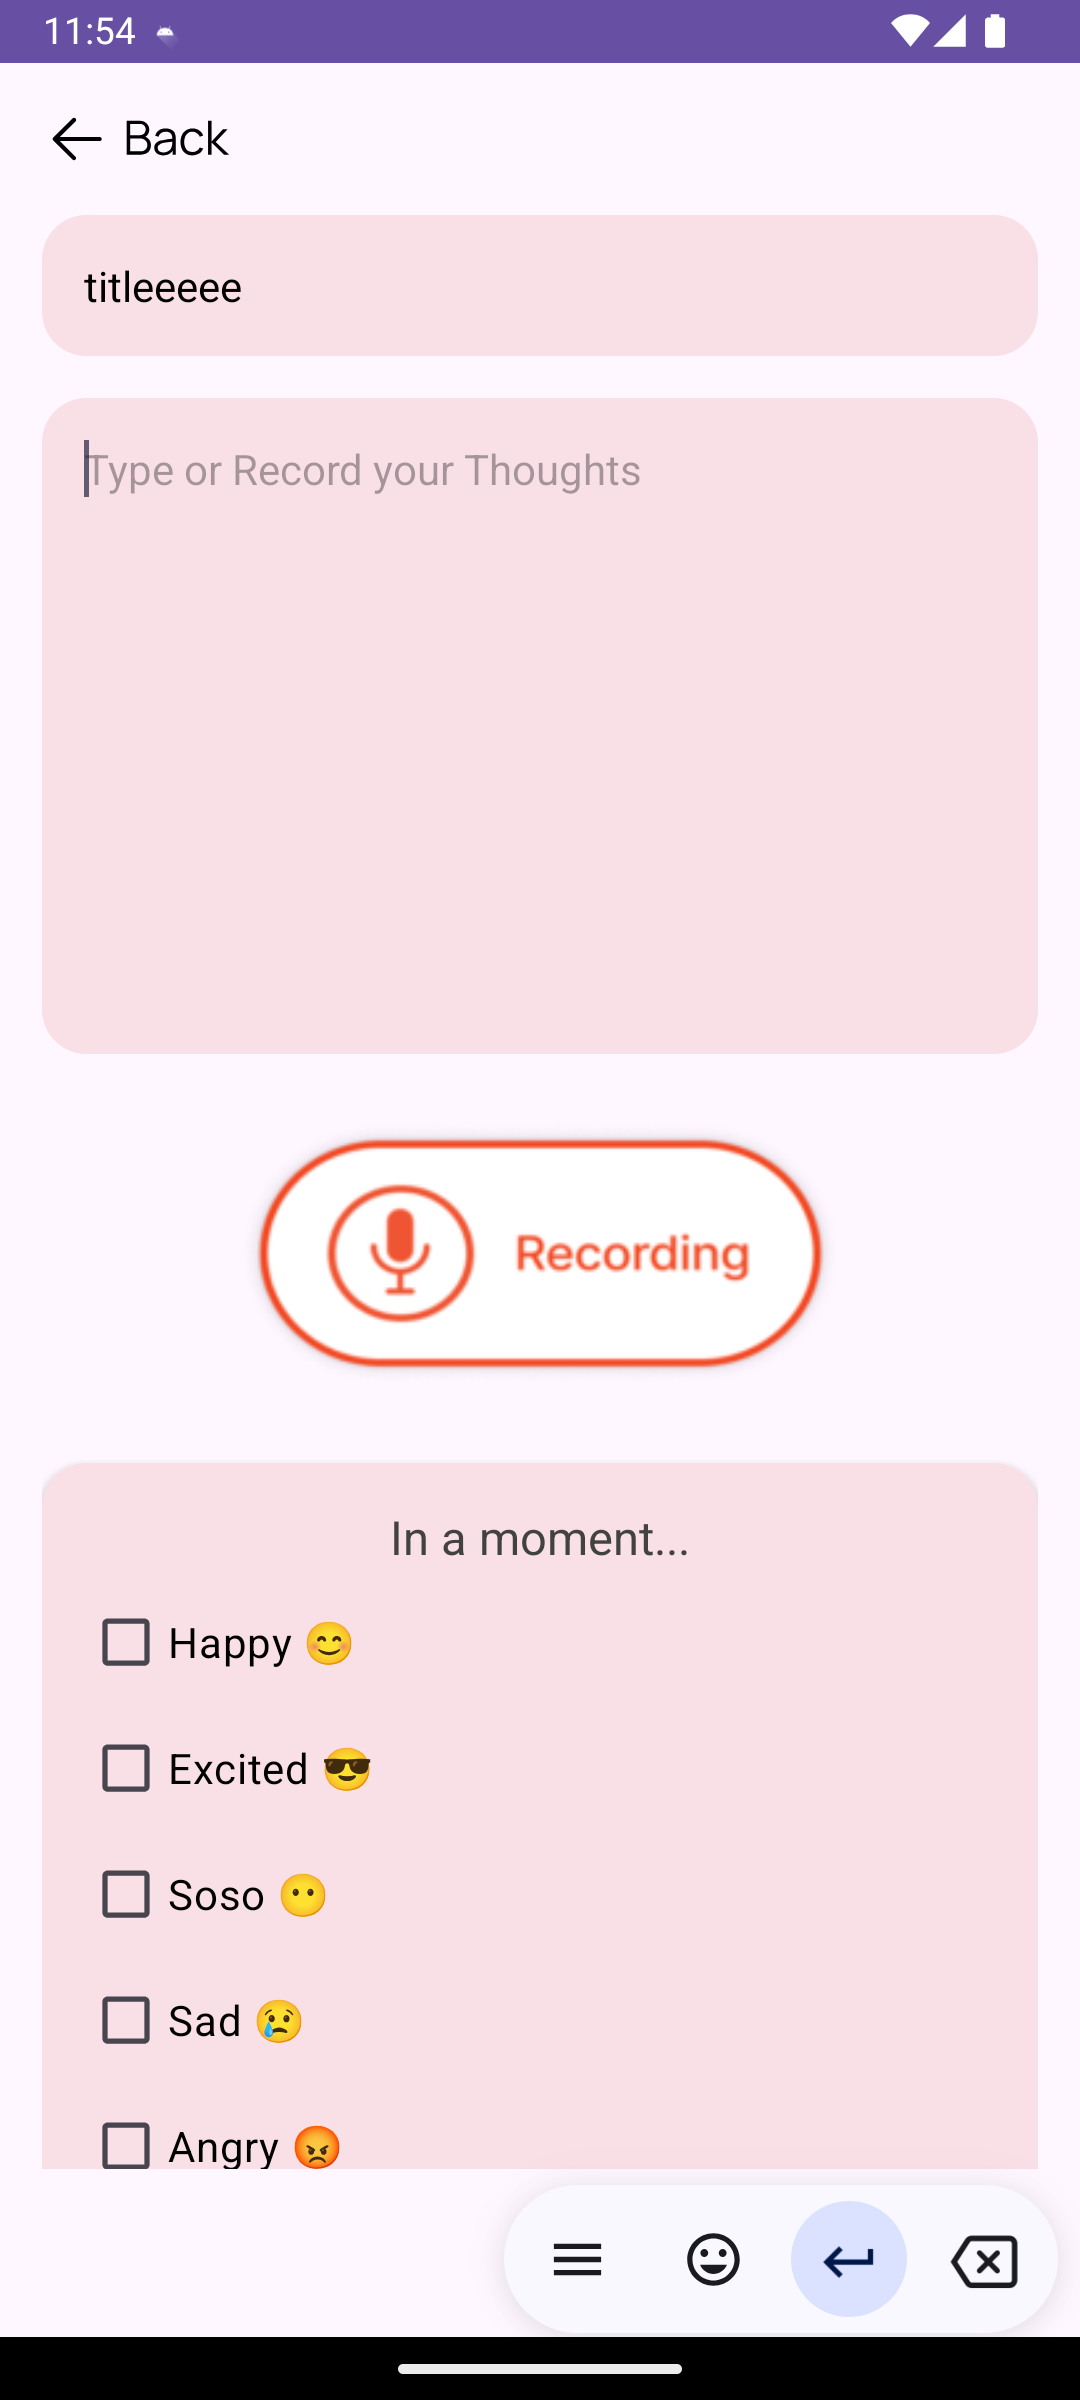 11:54
Back
titleeeee
Type or Record your Thoughts
Recording
In a moment...
Happy 😊
Excited 😎
Soso 😶
Sad 😢
Angry 😡